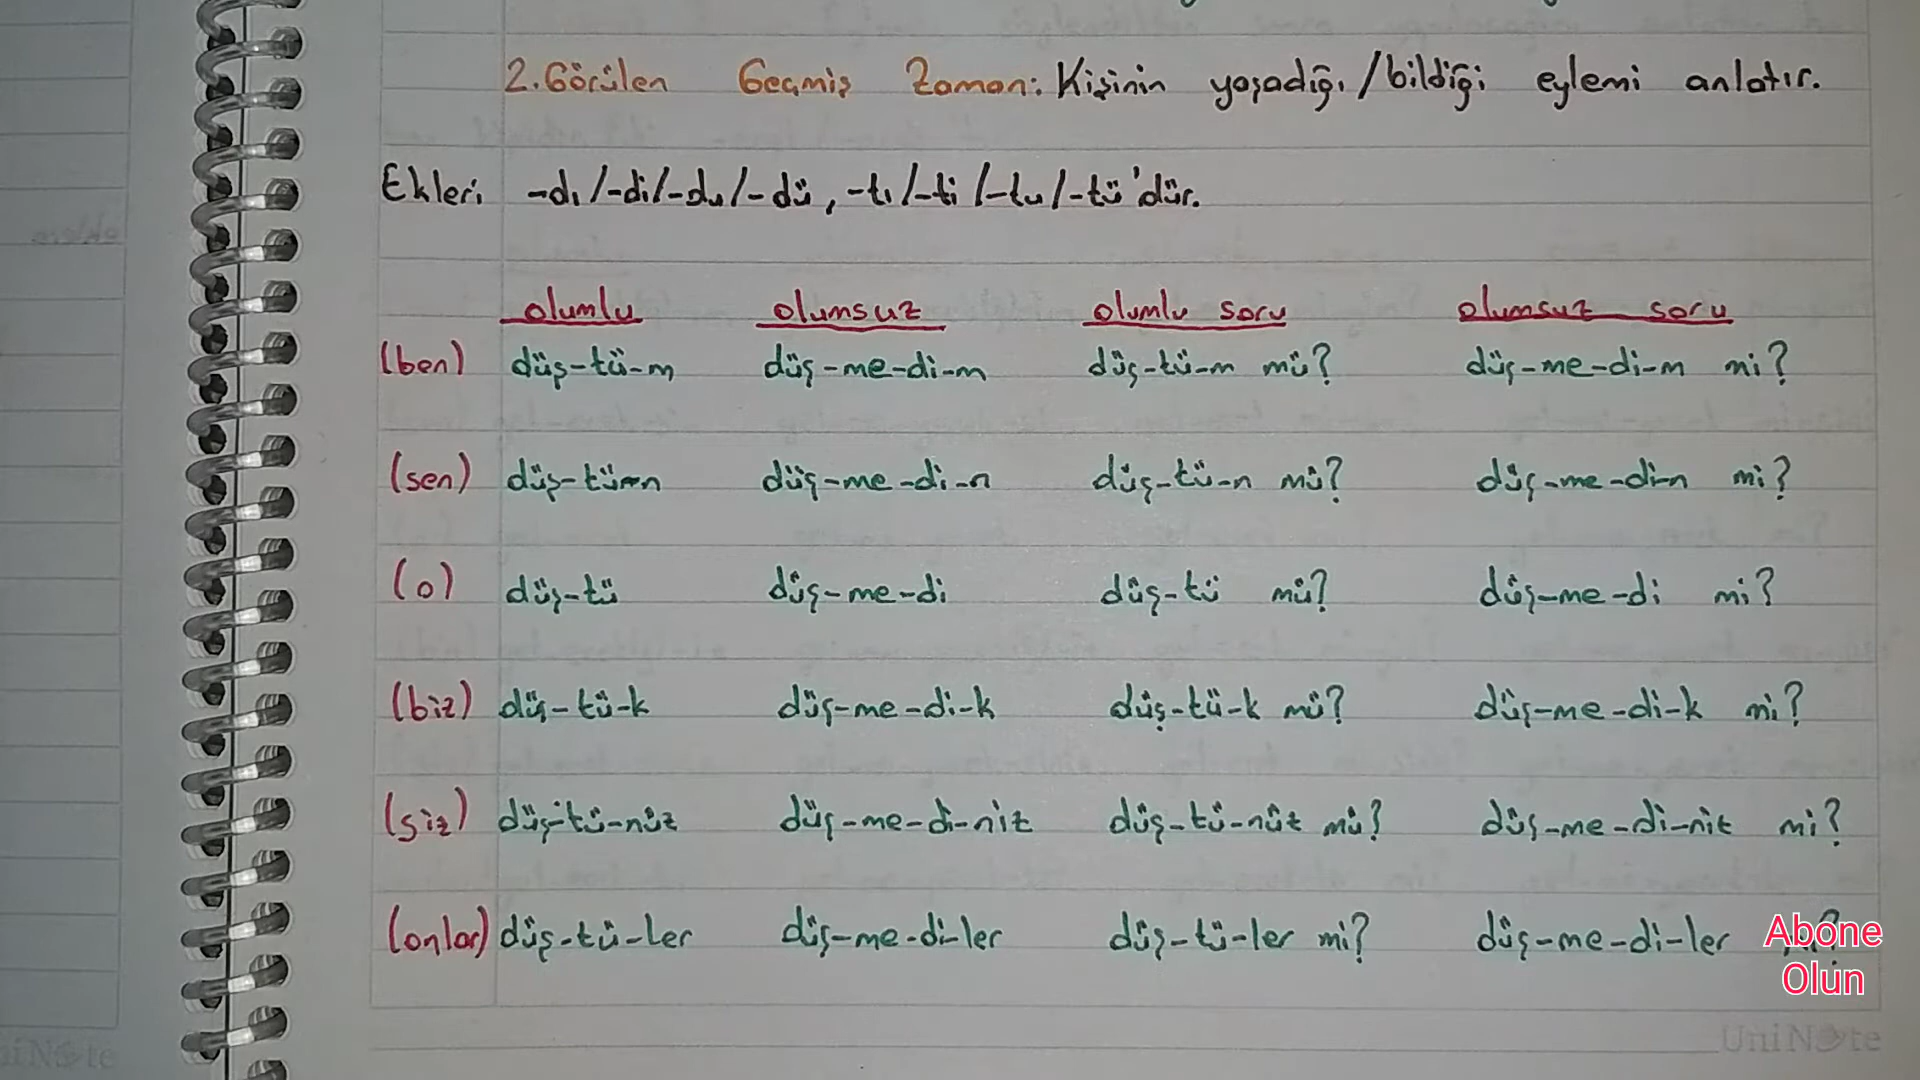 2.Görülen Geçmiş Zaman: Kişinin yaşadığı/bildiği eylemi anlatır.
Ekleri -dı/-di/-du/-dü, -tı/-ti/-tu/-tü'dür.
olumlu olumsuz olumlu soru olumsuz soru
(ben) düş-tü-m düş-me-di-m düş-tü-m mü? düş-me-di-m mi?
(sen) düş-tü-n düş-me-di-n düş-tü-n mü? düş-me-di-n mi?
(o) düş-tü düş-me-di düş-tü mü? düş-me-di mi?
(biz) düş-tü-k düş-me-di-k düş-tü-k mü? düş-me-di-k mi?
(siz) düş-tü-nüz düş-me-di-niz düş-tü-nüz mü? düş-me-di-niz mi?
(onlar) düş-tü-ler düş-me-di-ler düş-tü-ler mi? düş-me-di-ler
Abone
Olun
UniNote